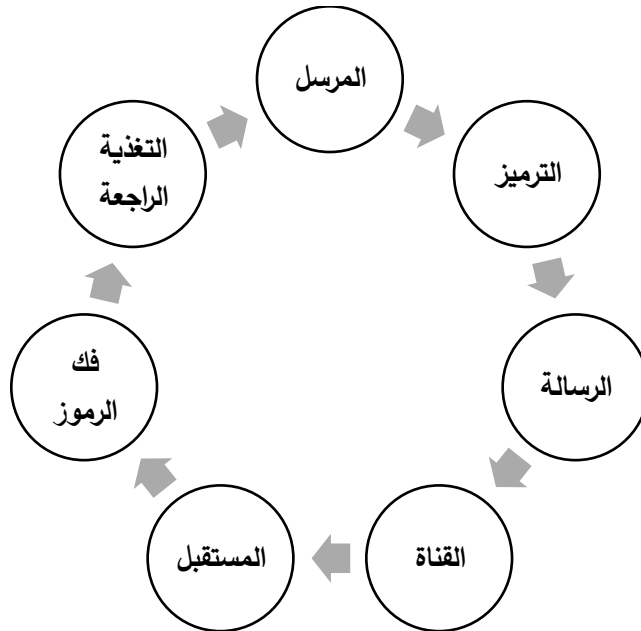 المرسل
الترميز
الرسالة
القناة
المستقبل
فك
الرموز
التغذية
الراجعة